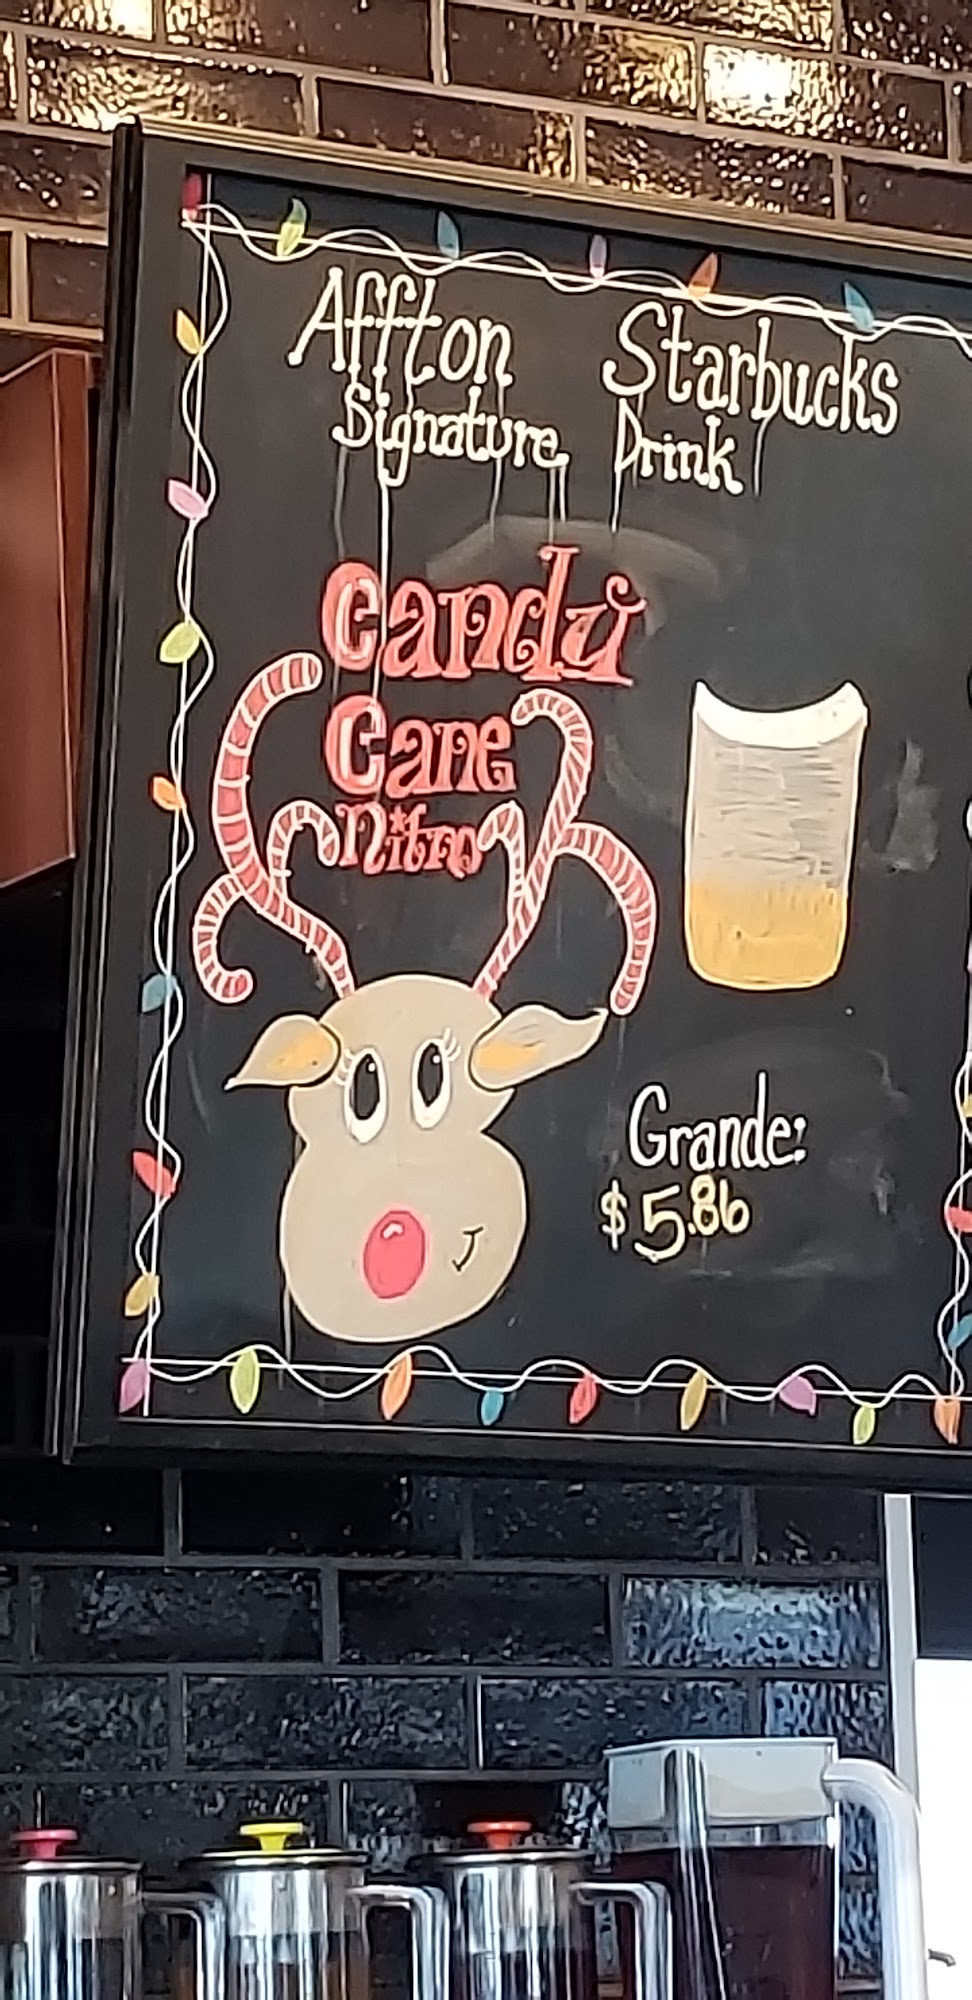 Affton Starbucks
Signature Drink
Candy
Cane
Nitro
Grande:
$5.86